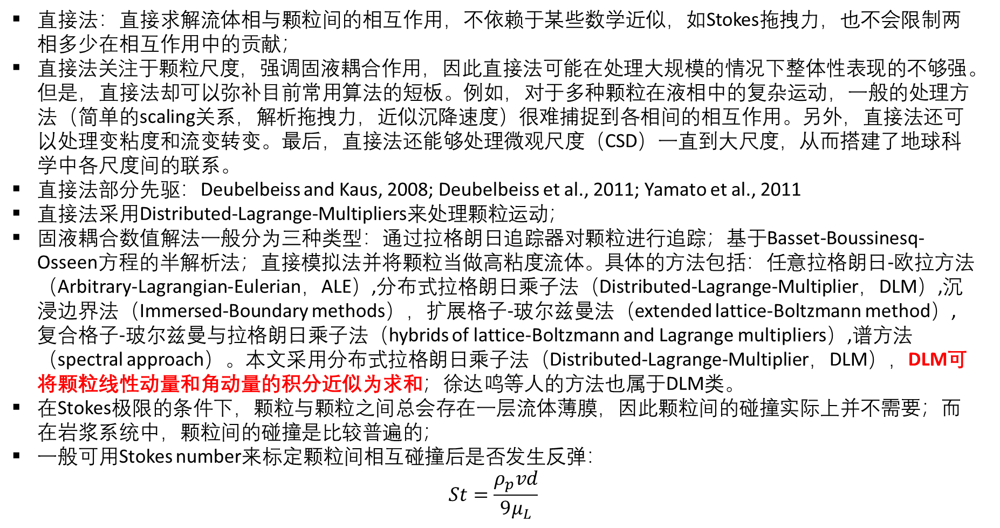 ▪ 直接法：直接求解流体相与颗粒间的相互作用，不依赖于某些数学近似，如Stokes拖拽力，也不会限制两
相多少在相互作用中的贡献；
▪ 直接法关注于颗粒尺度，强调固液耦合作用，因此直接法可能在处理大规模的情况下整体性表现的不够强。
但是，直接法却可以弥补目前常用算法的短板。例如，对于多种颗粒在液相中的复杂运动，一般的处理方
法（简单的scaling关系，解析拖拽力，近似沉降速度）很难捕捉到各相间的相互作用。另外，直接法还可
以处理变粘度和流变转变。最后，直接法还能够处理微观尺度（CSD）一直到大尺度，从而搭建了地球科
学中各尺度间的联系。
▪ 直接法部分先驱：Deubelbeiss and Kaus, 2008; Deubelbeiss et al., 2011; Yamato et al., 2011
▪ 直接法采用Distributed-Lagrange-Multipliers来处理颗粒运动；
▪ 固液耦合数值解法一般分为三种类型：通过拉格朗日追踪器对颗粒进行追踪；基于Basset-Boussinesq-
Osseen方程的半解析法；直接模拟法并将颗粒当做高粘度流体。具体的方法包括：任意拉格朗日-欧拉方法
（Arbitrary-Lagrangian-Eulerian，ALE）,分布式拉格朗日乘子法（Distributed-Lagrange-Multiplier，DLM）,沉
浸边界法（Immersed-Boundary methods），扩展格子-玻尔兹曼法（extended lattice-Boltzmann method），
复合格子-玻尔兹曼与拉格朗日乘子法（hybrids of lattice-Boltzmann and Lagrange multipliers）,谱方法
（spectral approach）。本文采用分布式拉格朗日乘子法（Distributed-Lagrange-Multiplier，DLM），DLM可
将颗粒线性动量和角动量的积分近似为求和；徐达鸣等人的方法也属于DLM类。
▪ 在Stokes极限的条件下，颗粒与颗粒之间总会存在一层流体薄膜，因此颗粒间的碰撞实际上并不需要；而
在岩浆系统中，颗粒间的碰撞是比较普遍的；
▪ 一般可用Stokes number来标定颗粒间相互碰撞后是否发生反弹：
$St = \frac{\rho_p v d}{9\mu_L}$